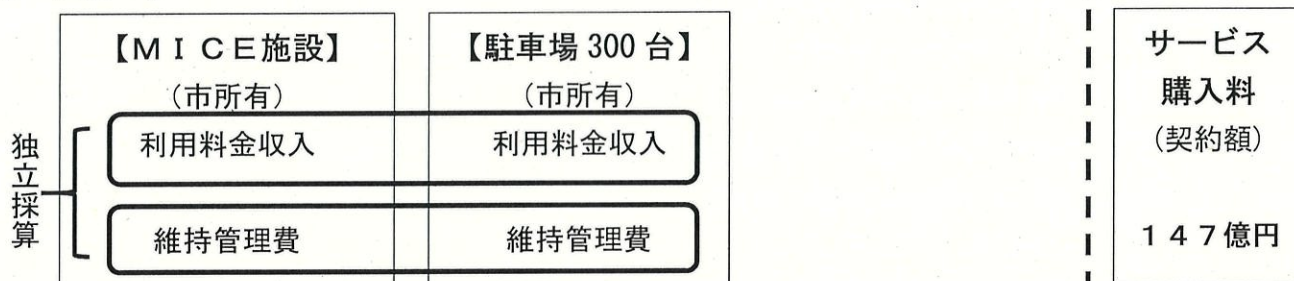 【ＭＩＣＥ施設】
（市所有）
【駐車場300台】
（市所有）
独立採算
利用料金収入
利用料金収入
維持管理費
維持管理費
サービス
購入料
（契約額）
１４７億円